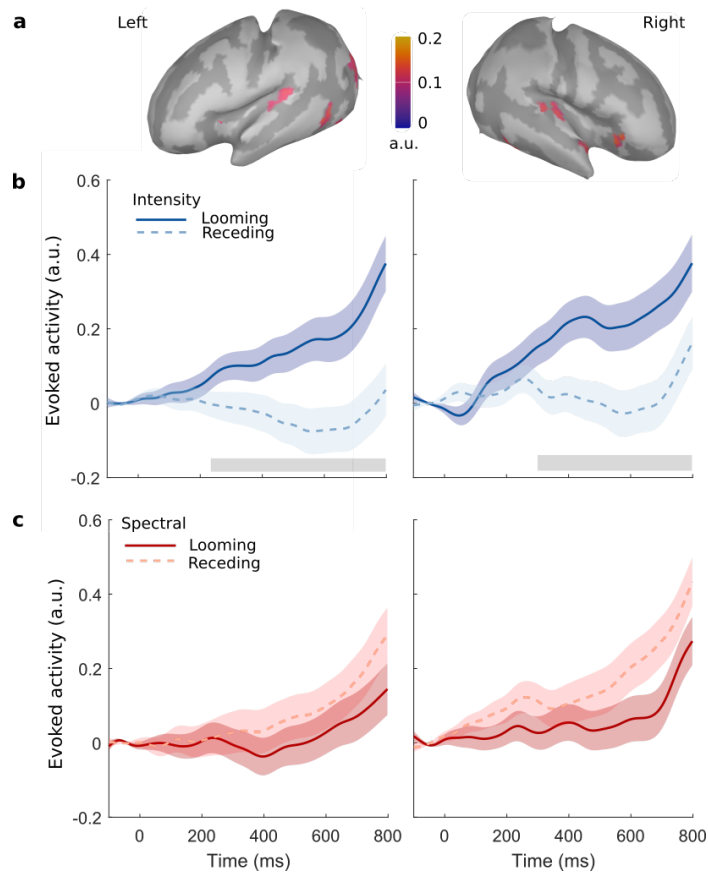 a
Left
Right
0.2
0.1
0
a.u.
b
0.6
0.4
0.2
0
-0.2
Evoked activity (a.u.)
Intensity
Looming
Receding
c
0.6
0.4
0.2
0
-0.2
Evoked activity (a.u.)
Spectral
Looming
Receding
0 200 400 600 800
0 200 400 600 800
Time (ms)
Time (ms)